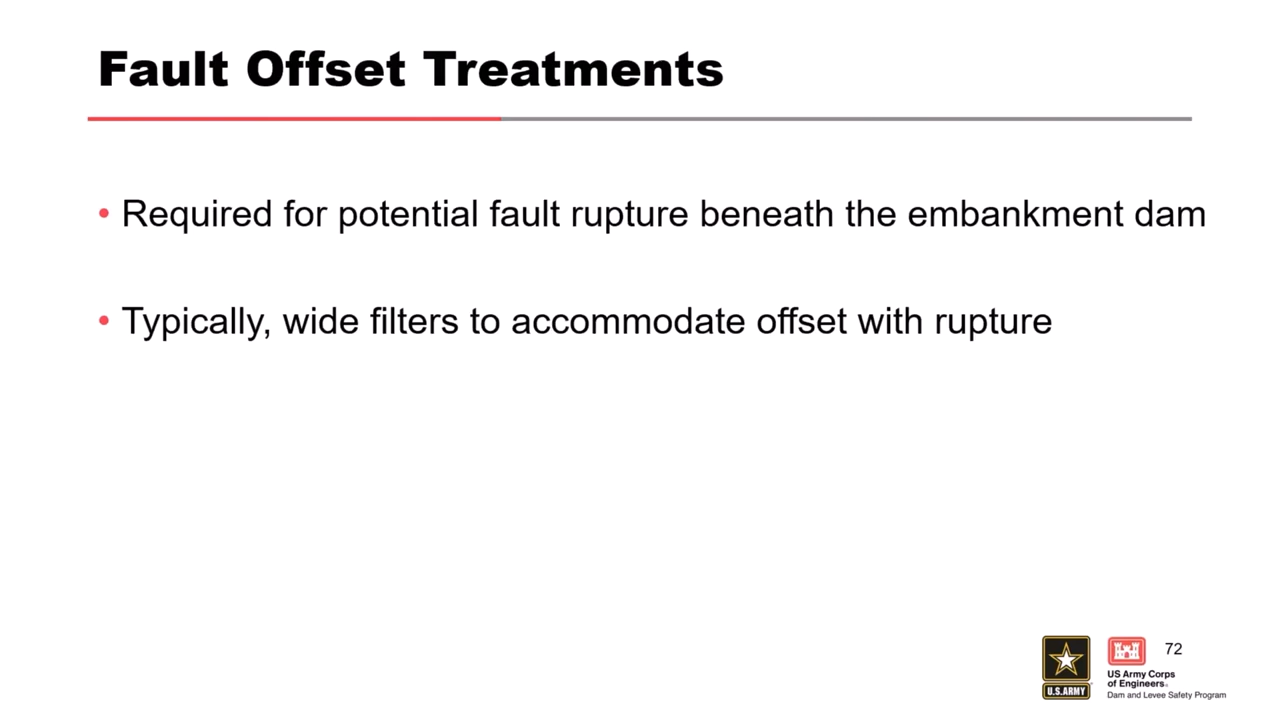 Fault Offset Treatments
• Required for potential fault rupture beneath the embankment dam
• Typically, wide filters to accommodate offset with rupture
72
U.S.ARMY
US Army Corps
of Engineers®
Dam and Levee Safety Program